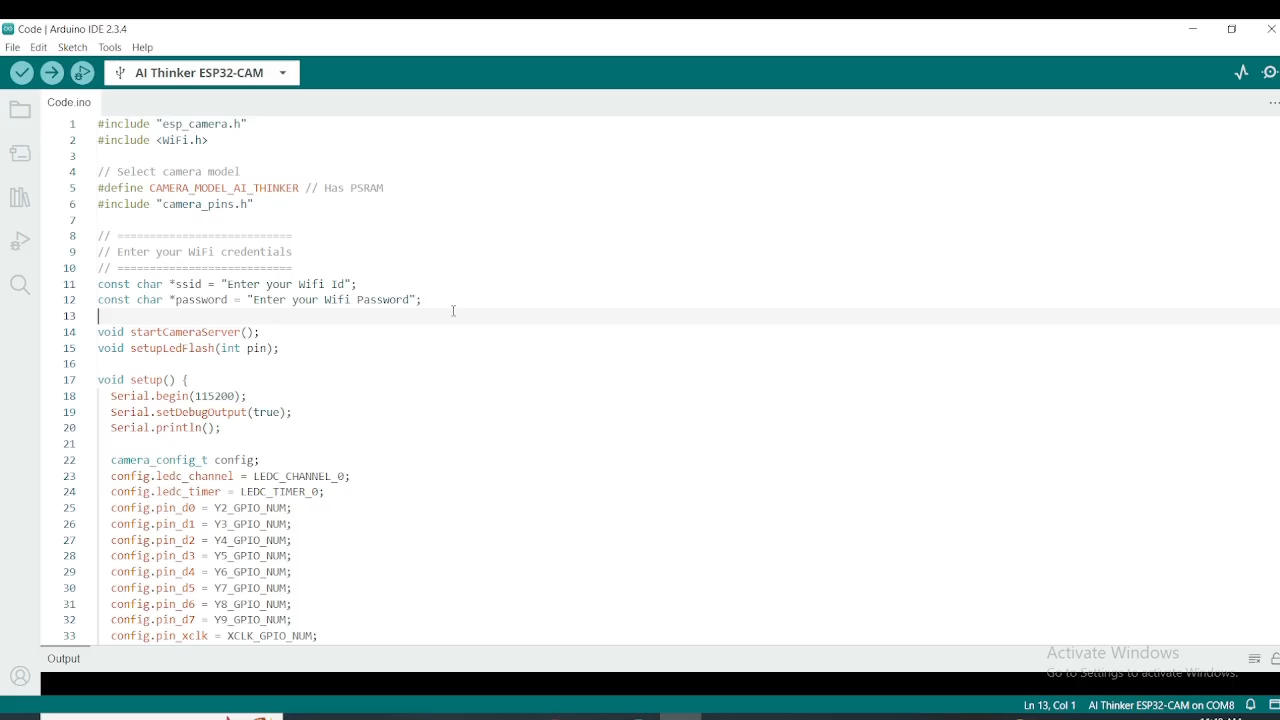 Code | Arduino IDE 2.3.4
File Edit Sketch Tools Help
AI Thinker ESP32-CAM
Code.ino
1 #include "esp_camera.h"
2 #include <WiFi.h>
3
4 // Select camera model
5 #define CAMERA_MODEL_AI_THINKER // Has PSRAM
6 #include "camera_pins.h"
7
8 // ===========================
9 // Enter your WiFi credentials
10 // ===========================
11 const char *ssid = "Enter your Wifi Id";
12 const char *password = "Enter your Wifi Password";
13
14 void startCameraServer();
15 void setupLedFlash(int pin);
16
17 void setup() {
18 Serial.begin(115200);
19 Serial.setDebugOutput(true);
20 Serial.println();
21
22 camera_config_t config;
23 config.ledc_channel = LEDC_CHANNEL_0;
24 config.ledc_timer = LEDC_TIMER_0;
25 config.pin_d0 = Y2_GPIO_NUM;
26 config.pin_d1 = Y3_GPIO_NUM;
27 config.pin_d2 = Y4_GPIO_NUM;
28 config.pin_d3 = Y5_GPIO_NUM;
29 config.pin_d4 = Y6_GPIO_NUM;
30 config.pin_d5 = Y7_GPIO_NUM;
31 config.pin_d6 = Y8_GPIO_NUM;
32 config.pin_d7 = Y9_GPIO_NUM;
33 config.pin_xclk = XCLK_GPIO_NUM;
Output
Activate Windows
Go to Settings to activate Windows.
Ln 13, Col 1 AI Thinker ESP32-CAM on COM8